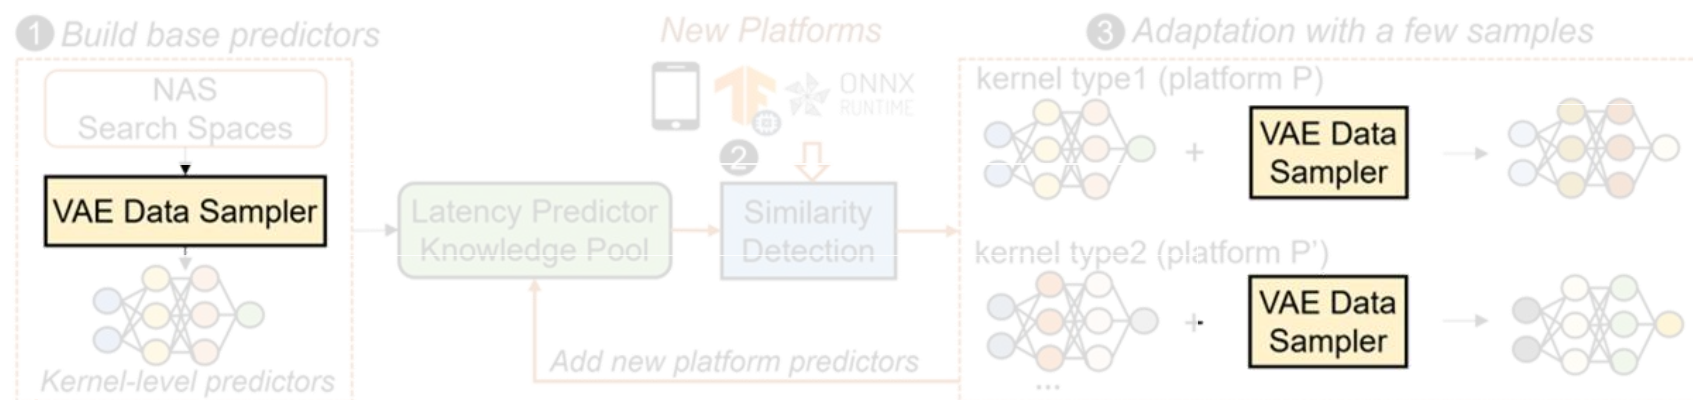 1 Build base predictors
NAS
Search Spaces
VAE Data Sampler
Kernel-level predictors
Latency Predictor
Knowledge Pool
New Platforms
ONNX
RUNTIME
2
Similarity
Detection
Add new platform predictors
3 Adaptation with a few samples
kernel type1 (platform P)
+
VAE Data
Sampler
kernel type2 (platform P’)
+
VAE Data
Sampler
...